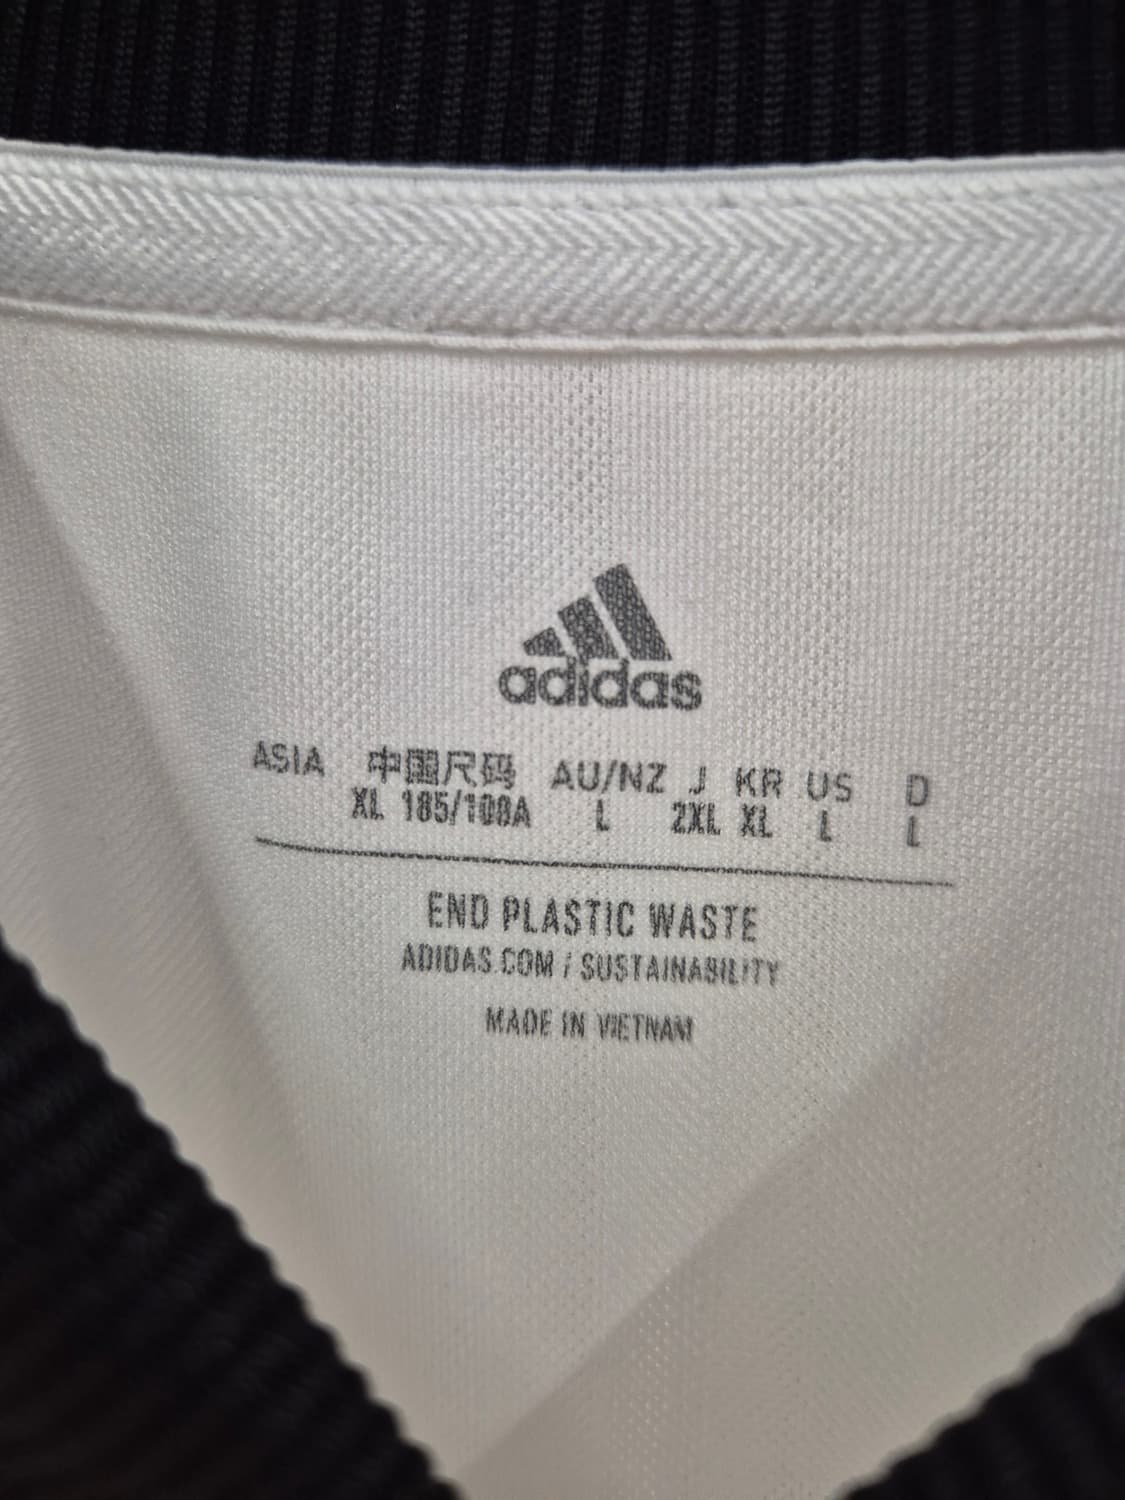 adidas
ASIA 中国尺码 AU/NZ J KR US D
XL 185/108A L 2XL XL L L
END PLASTIC WASTE
ADIDAS.COM / SUSTAINABILITY
MADE IN VIETNAM